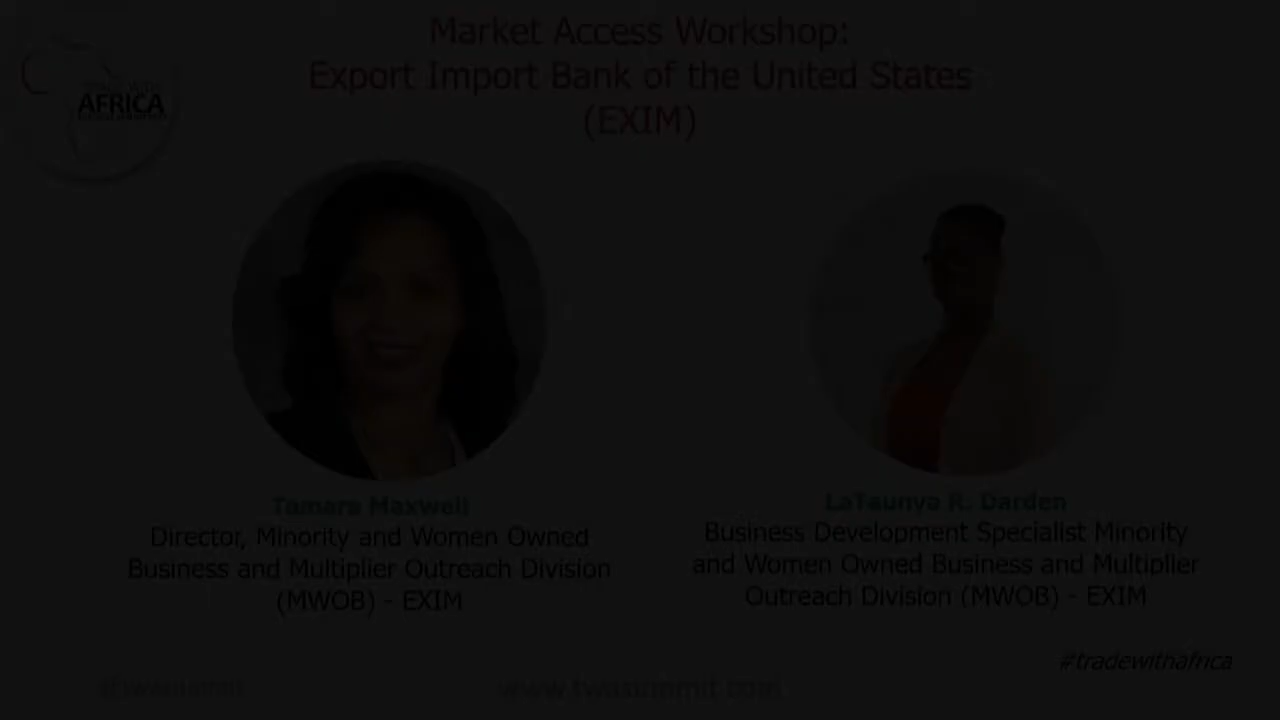 Market Access Workshop:
Export Import Bank of the United States
(EXIM)
AFRICA
Tamara Maxwell
Director, Minority and Women Owned
Business and Multiplier Outreach Division
(MWOB) - EXIM
LaTaunya R. Darden
Business Development Specialist Minority
and Women Owned Business and Multiplier
Outreach Division (MWOB) - EXIM
#tradewithafrica